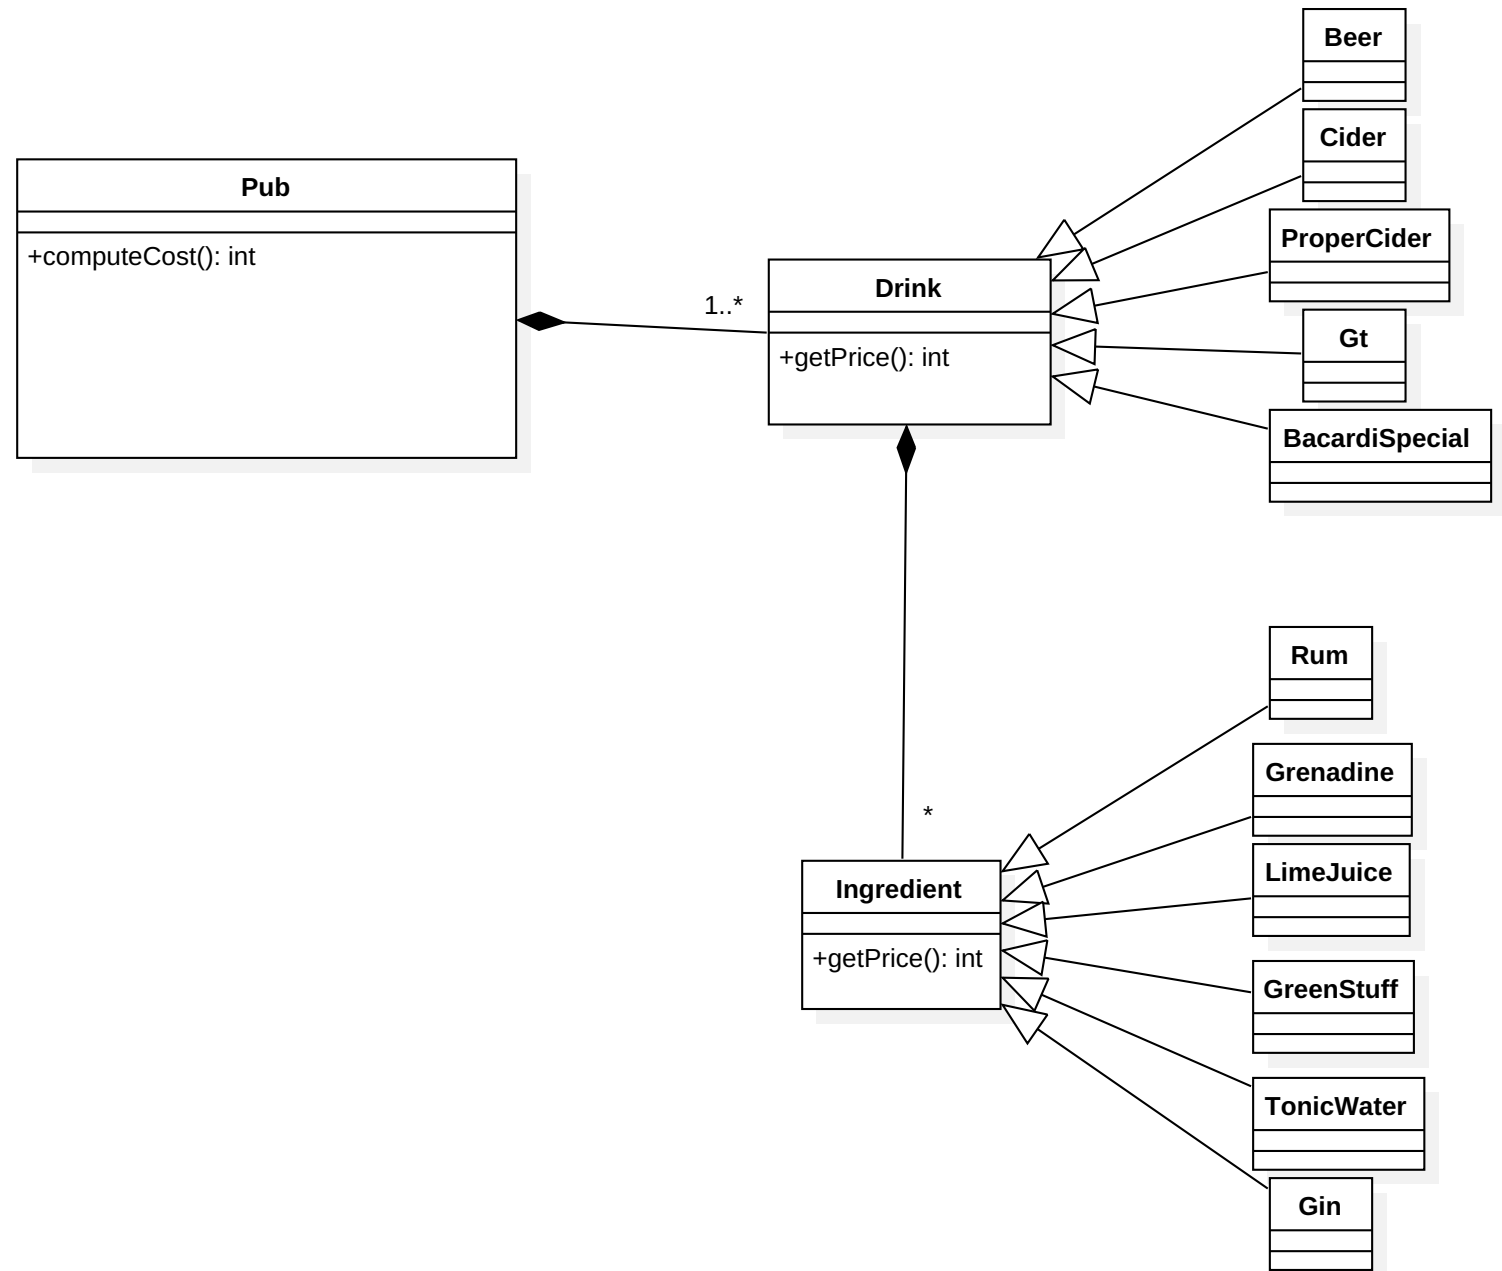 Beer
Cider
Pub
+computeCost(): int
ProperCider
1..*
Drink
+getPrice(): int
Gt
BacardiSpecial
Rum
Grenadine
*
LimeJuice
Ingredient
+getPrice(): int
GreenStuff
TonicWater
Gin